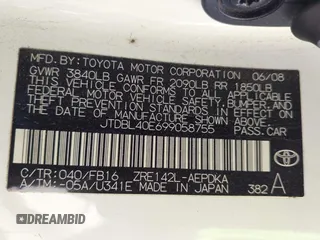 MFD.BY:TOYOTA MOTOR CORPORATION 06/08
GVWR 3840LB GAWR FR 2090LB RR 1850LB
THIS VEHICLE CONFORMS TO ALL APPLICABLE
FEDERAL MOTOR VEHICLE SAFETY, BUMPER, AND
THEFT PREVENTION STANDARDS IN EFFECT ON
THE DATE OF MANUFACTURE SHOWN ABOVE.
JTDBL40E699058755 PASS. CAR
C/TR:040/FB16 ZRE142L-AEPDKA
A/TM:-05A/U341E MADE IN JAPAN 382 A
TOYOTA
DREAMBID